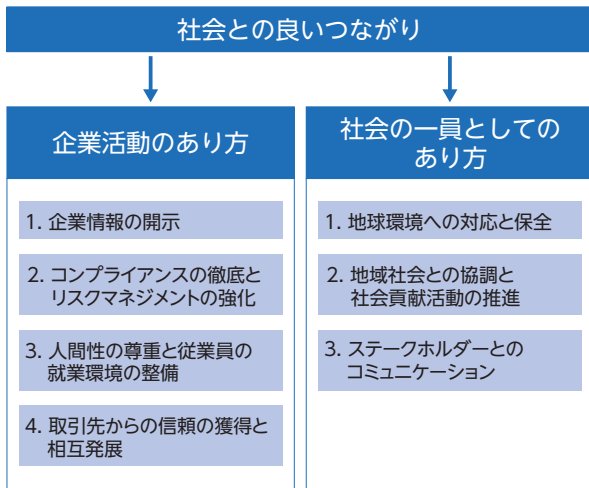 社会との良いつながり
企業活動のあり方
1. 企業情報の開示
2. コンプライアンスの徹底と
リスクマネジメントの強化
3. 人間性の尊重と従業員の
就業環境の整備
4. 取引先からの信頼の獲得と
相互発展
社会の一員としての
あり方
1. 地球環境への対応と保全
2. 地域社会との協調と
社会貢献活動の推進
3. ステークホルダーとの
コミュニケーション